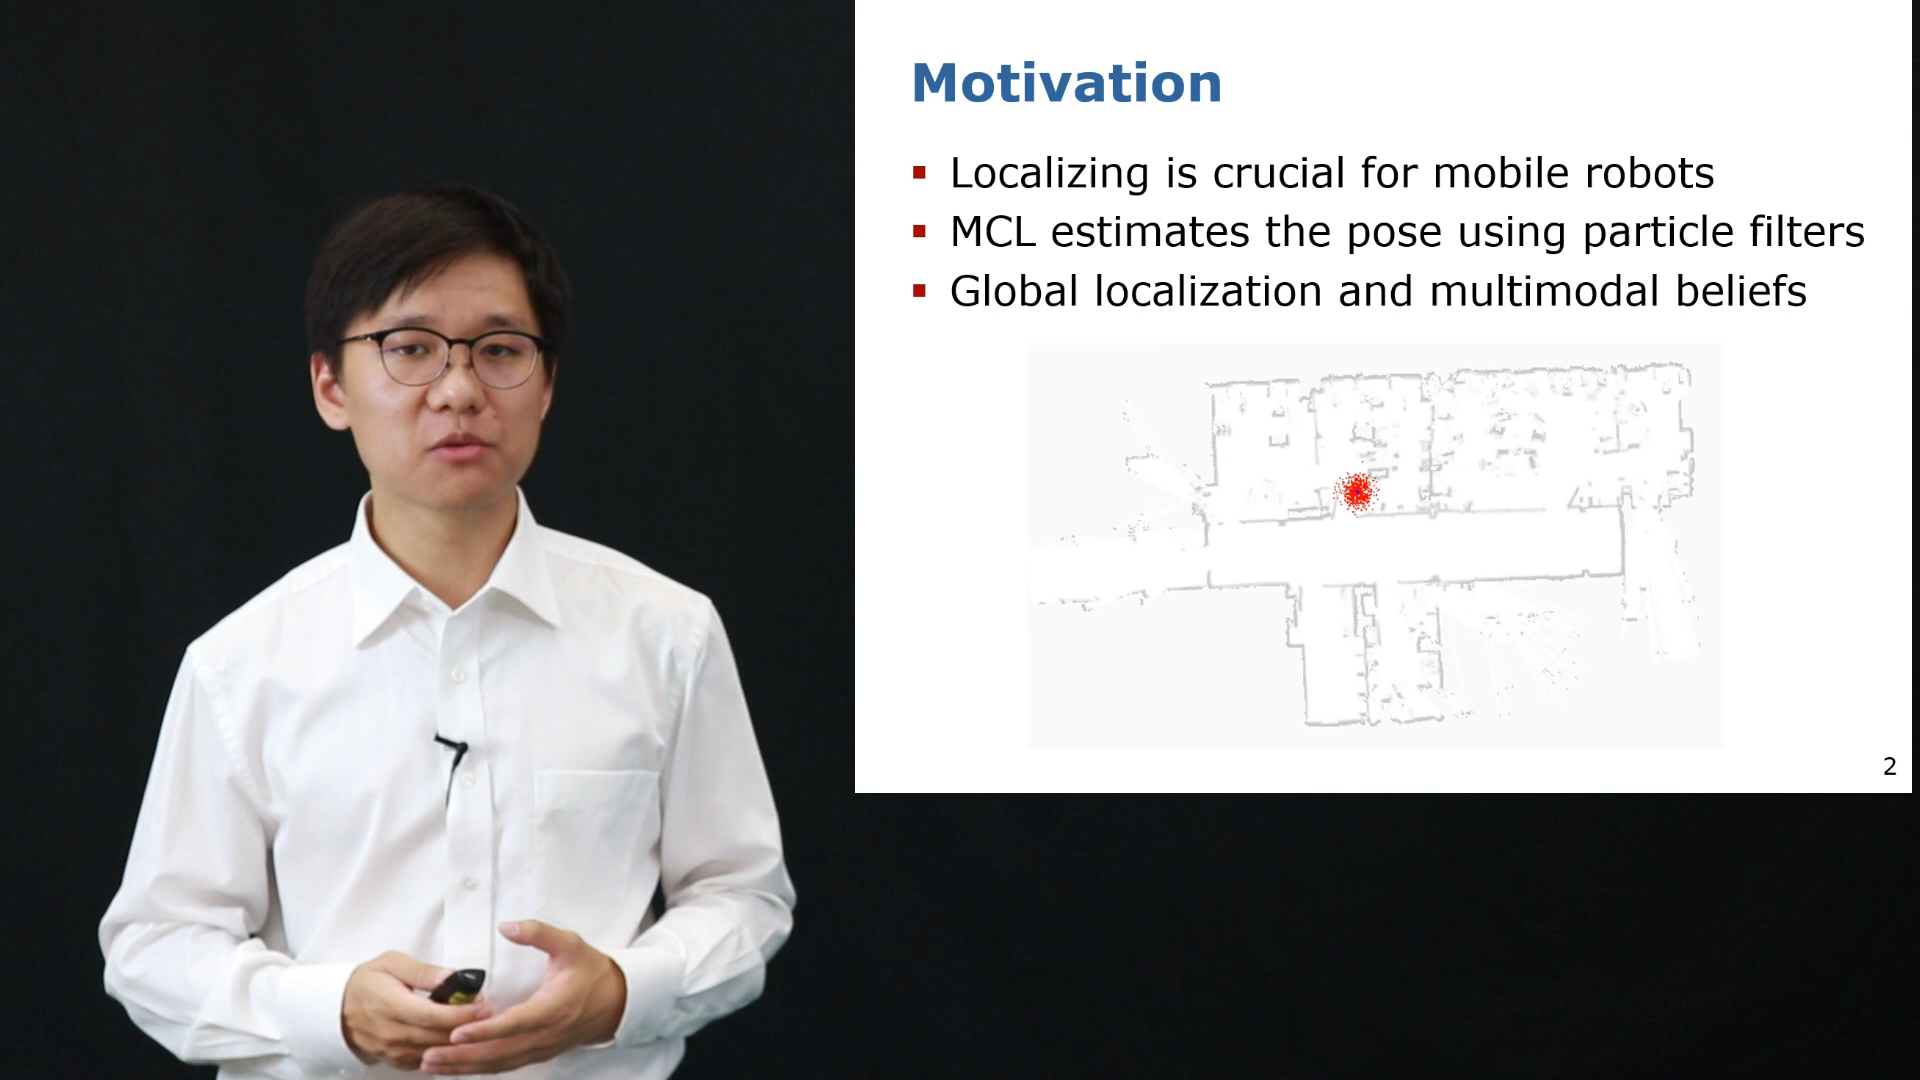 Motivation
Localizing is crucial for mobile robots
MCL estimates the pose using particle filters
Global localization and multimodal beliefs
2